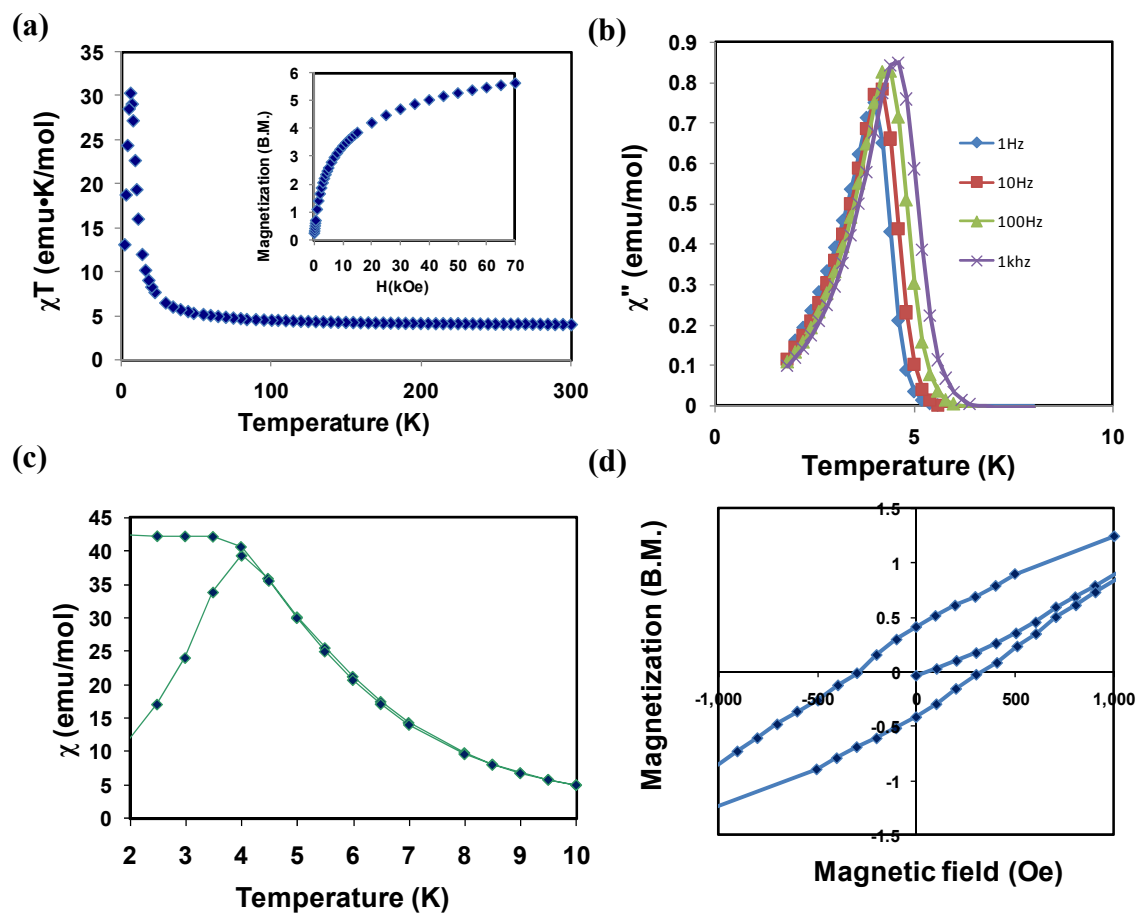 (a)
35
30
25
20
15
10
5
0
χT (emu•K/mol)
0 100 200 300
Temperature (K)
6
5
4
3
2
1
0
Magnetization (B.M.)
0 10 20 30 40 50 60 70
H(kOe)
(b)
0.9
0.8
0.7
0.6
0.5
0.4
0.3
0.2
0.1
0
χ" (emu/mol)
1Hz
10Hz
100Hz
1khz
0 5 10
Temperature (K)
(c)
45
40
35
30
25
20
15
10
5
0
χ (emu/mol)
2 3 4 5 6 7 8 9 10
Temperature (K)
(d)
1.5
1
0.5
0
-0.5
-1
-1.5
Magnetization (B.M.)
-1,000 -500 0 500 1,000
Magnetic field (Oe)